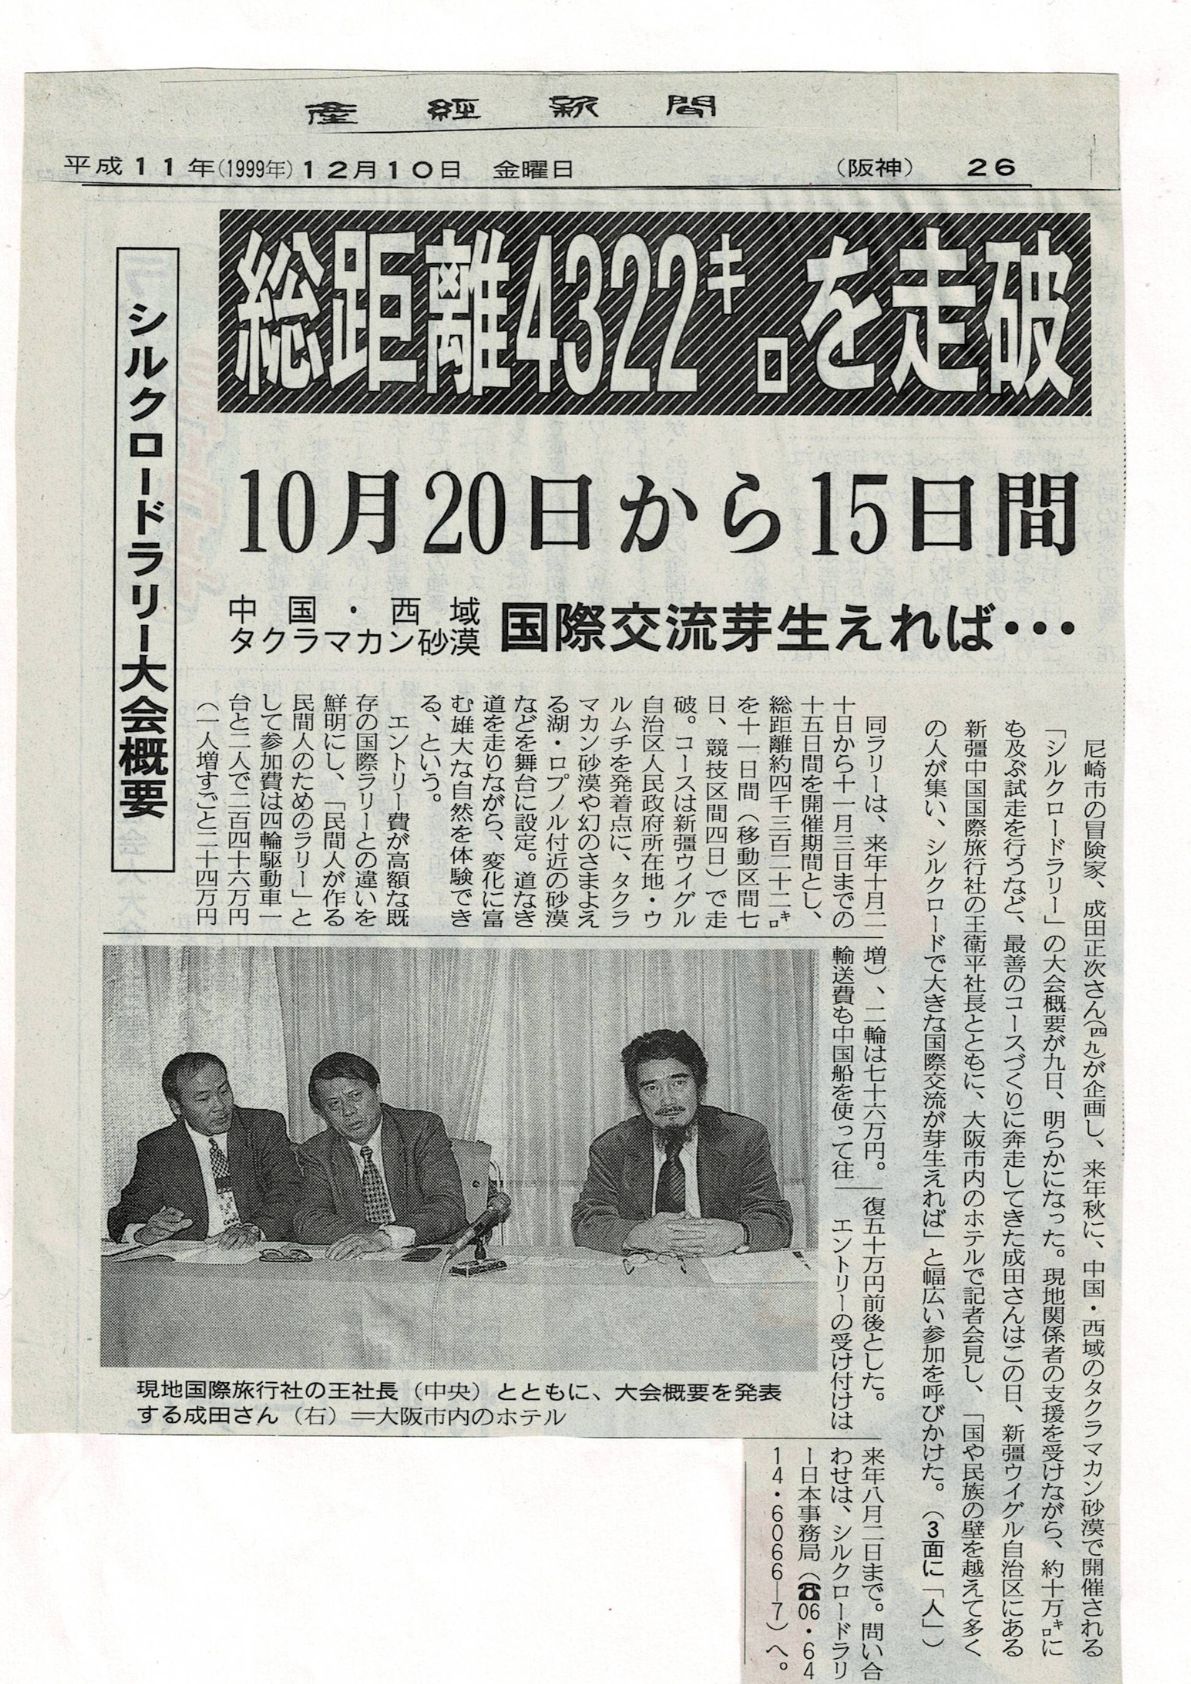 産経新聞
平成11年(1999年)12月10日 金曜日 (阪神) 26
総距離4322㌔を走破
10月20日から15日間
中国・西域
タクラマカン砂漠
国際交流芽生えれば・・・
シルクロードラリー大会概要
尼崎市の冒険家、成田正次さん(四九)が企画し、来年秋に、中国・西域のタクラマカン砂漠で開催される
「シルクロードラリー」の大会概要が九日、明らかになった。現地関係者の支援を受けながら、約十万㌔に
も及ぶ試走を行うなど、最善のコースづくりに奔走してきた成田さんはこの日、新疆ウイグル自治区にある
新疆中国国際旅行社の王衛平社長とともに、大阪市内のホテルで記者会見し、「国や民族の壁を越えて多く
の人が集い、シルクロードで大きな国際交流が芽生えれば」と幅広い参加を呼びかけた。(3面に「人」)
同ラリーは、来年十月二
十日から十一月三日までの
十五日間を開催期間とし、
総距離約四千三百二十二㌔
を十一日間(移動区間七
日、競技区間四日)で走
破。コースは新疆ウイグル
自治区人民政府所在地・ウ
ルムチを発着点に、タクラ
マカン砂漠や幻のさまよえ
る湖・ロプノル付近の砂漠
などを舞台に設定。道なき
道を走りながら、変化に富
む雄大な自然を体験でき
る、という。
エントリー費が高額な既
存の国際ラリーとの違いを
鮮明にし、「民間人が作る
民間人のためのラリー」と
して参加費は四輪駆動車一
台と二人で二百四十六万円
(一人増すごと二十四万円
増)、二輪は七十六万円。
輸送費も中国船を使って往
復五十万円前後とした。
エントリーの受け付けは
来年八月二日まで。問い合
わせは、シルクロードラリ
ー日本事務局(☎06・64
14・6066−7)へ。
現地国際旅行社の王社長(中央)とともに、大会概要を発表
する成田さん(右)=大阪市内のホテル